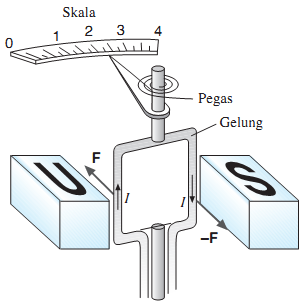 Skala
0 1 2 3 4
Pegas
Gelung
F
U
I
I
S
–F